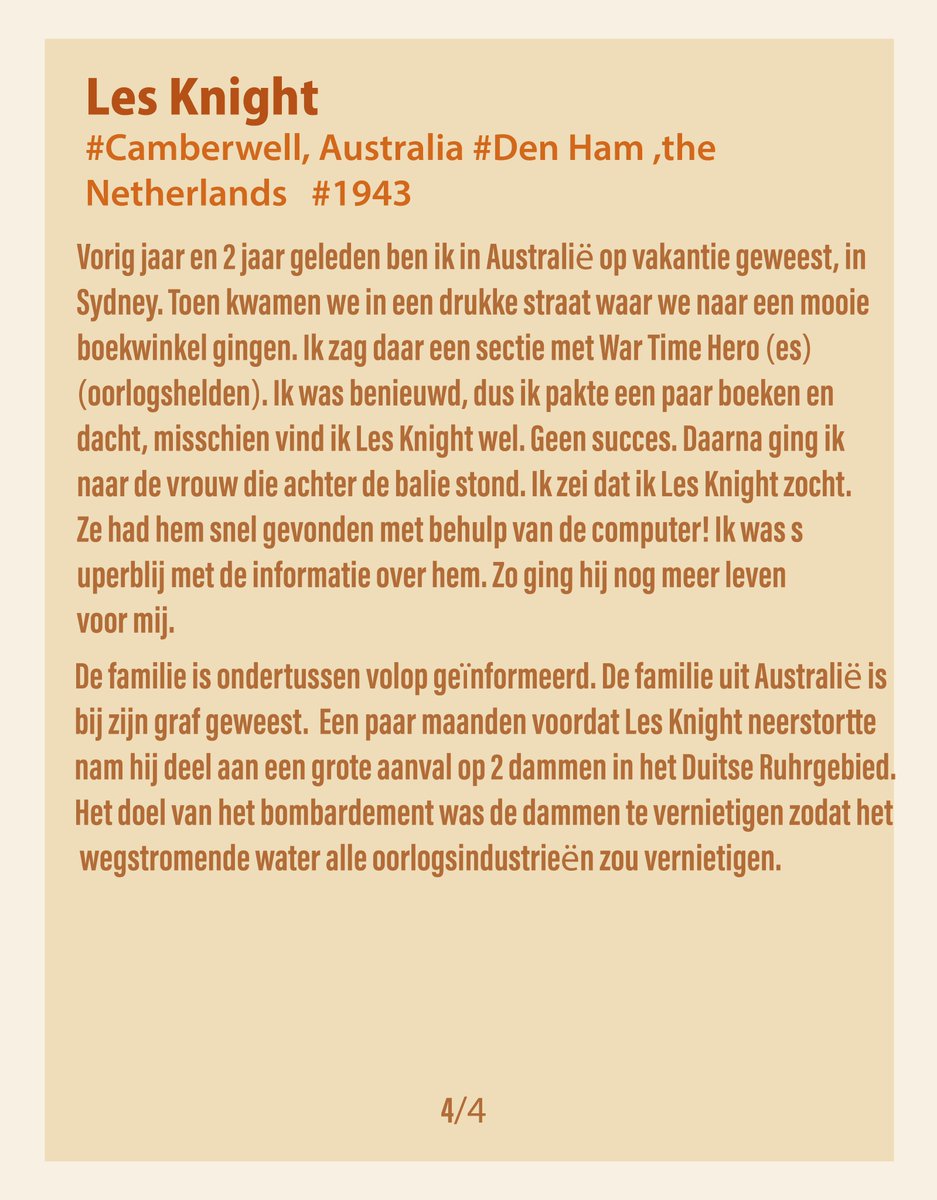 Les Knight
#Camberwell, Australia #Den Ham ,the
Netherlands #1943
Vorig jaar en 2 jaar geleden ben ik in Australië op vakantie geweest, in
Sydney. Toen kwamen we in een drukke straat waar we naar een mooie
boekwinkel gingen. Ik zag daar een sectie met War Time Hero (es)
(oorlogshelden). Ik was benieuwd, dus ik pakte een paar boeken en
dacht, misschien vind ik Les Knight wel. Geen succes. Daarna ging ik
naar de vrouw die achter de balie stond. Ik zei dat ik Les Knight zocht.
Ze had hem snel gevonden met behulp van de computer! Ik was s
uperblij met de informatie over hem. Zo ging hij nog meer leven
voor mij.
De familie is ondertussen volop geïnformeerd. De familie uit Australië is
bij zijn graf geweest. Een paar maanden voordat Les Knight neerstortte
nam hij deel aan een grote aanval op 2 dammen in het Duitse Ruhrgebied.
Het doel van het bombardement was de dammen te vernietigen zodat het
wegstromende water alle oorlogsindustrieën zou vernietigen.
4/4